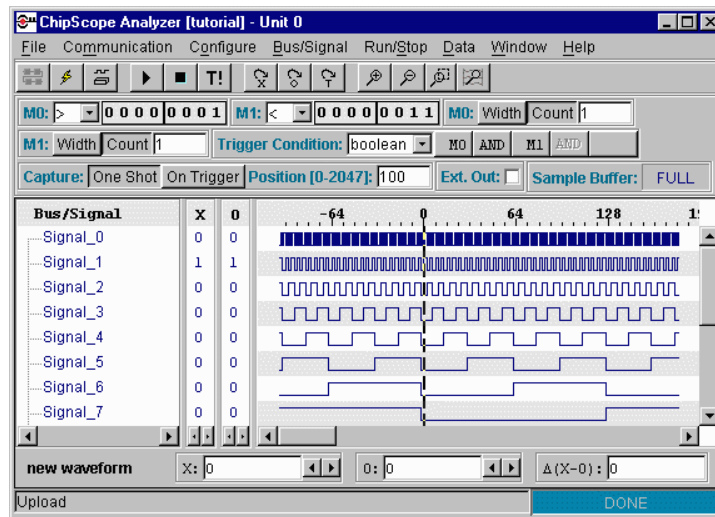 ChipScope Analyzer [tutorial] - Unit 0
File Communication Configure Bus/Signal Run/Stop Data Window Help
T! X O T
M0: > 0 0 0 0 0 0 0 1 M1: < 0 0 0 0 0 0 1 1 M0: Width Count 1
M1: Width Count 1 Trigger Condition: boolean M0 AND M1 AND
Capture: One Shot On Trigger Position [0-2047]: 100 Ext. Out: Sample Buffer: FULL
Bus/Signal X O -64 0 64 128
Signal_0 0 0
Signal_1 1 1
Signal_2 0 0
Signal_3 0 0
Signal_4 0 0
Signal_5 0 0
Signal_6 0 0
Signal_7 0 0
new waveform X: 0 O: 0 Δ(X-O): 0
Upload DONE